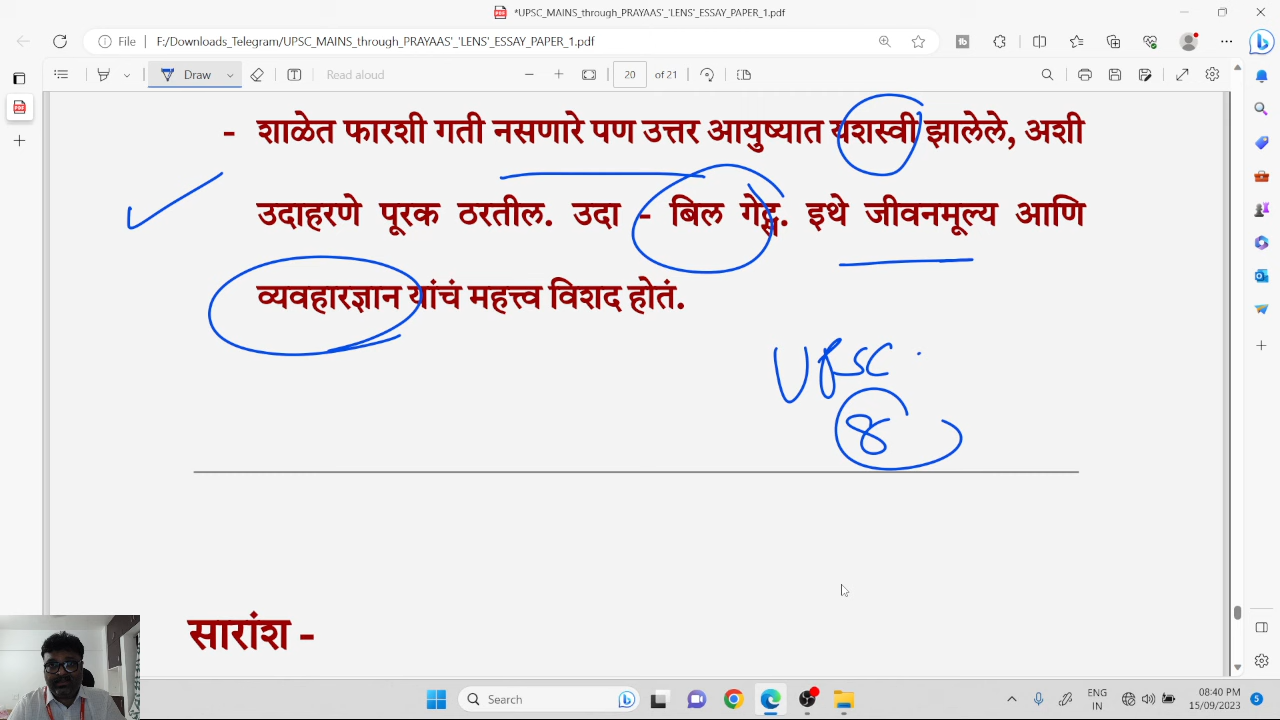 *UPSC_MAINS_through_PRAYAAS'_'LENS'_ESSAY_PAPER_1.pdf
File F:/Downloads_Telegram/UPSC_MAINS_through_PRAYAAS'_'LENS'_ESSAY_PAPER_1.pdf
Draw Read aloud 20 of 21
- शाळेत फारशी गती नसणारे पण उत्तर आयुष्यात यशस्वी झालेले, अशी
उदाहरणे पूरक ठरतील. उदा - बिल गेट्स. इथे जीवनमूल्य आणि
व्यवहारज्ञान यांचं महत्त्व विशद होतं.
UPSC
8
सारांश -
Search
ENG
IN
08:40 PM
15/09/2023
5